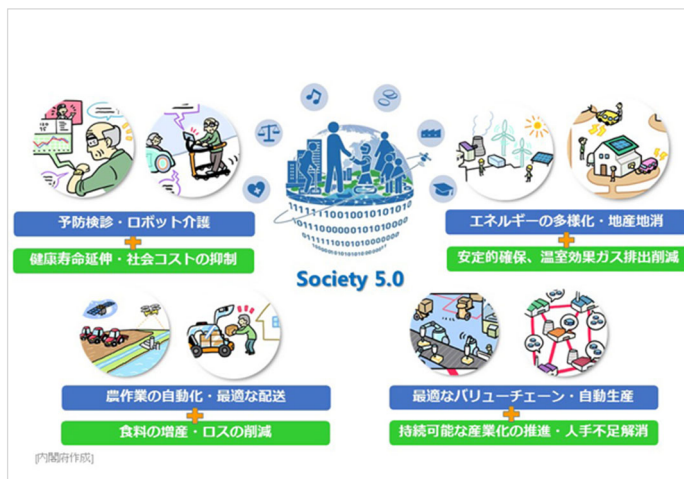 予防検診・ロボット介護
健康寿命延伸・社会コストの抑制
エネルギーの多様化・地産地消
安定的確保、温室効果ガス排出削減
1111110010010101010
Society 5.0
農作業の自動化・最適な配送
食料の増産・ロスの削減
最適なバリューチェーン・自動生産
持続可能な産業化の推進・人手不足解消
[内閣府作成]